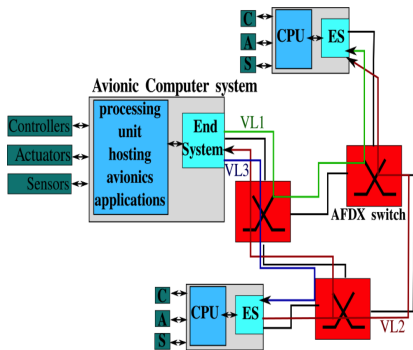 C
A
S
CPU
ES
Avionic Computer system
Controllers
Actuators
Sensors
processing
unit
hosting
avionics
applications
End
System
VL1
VL3
AFDX switch
C
A
S
CPU
ES
VL2